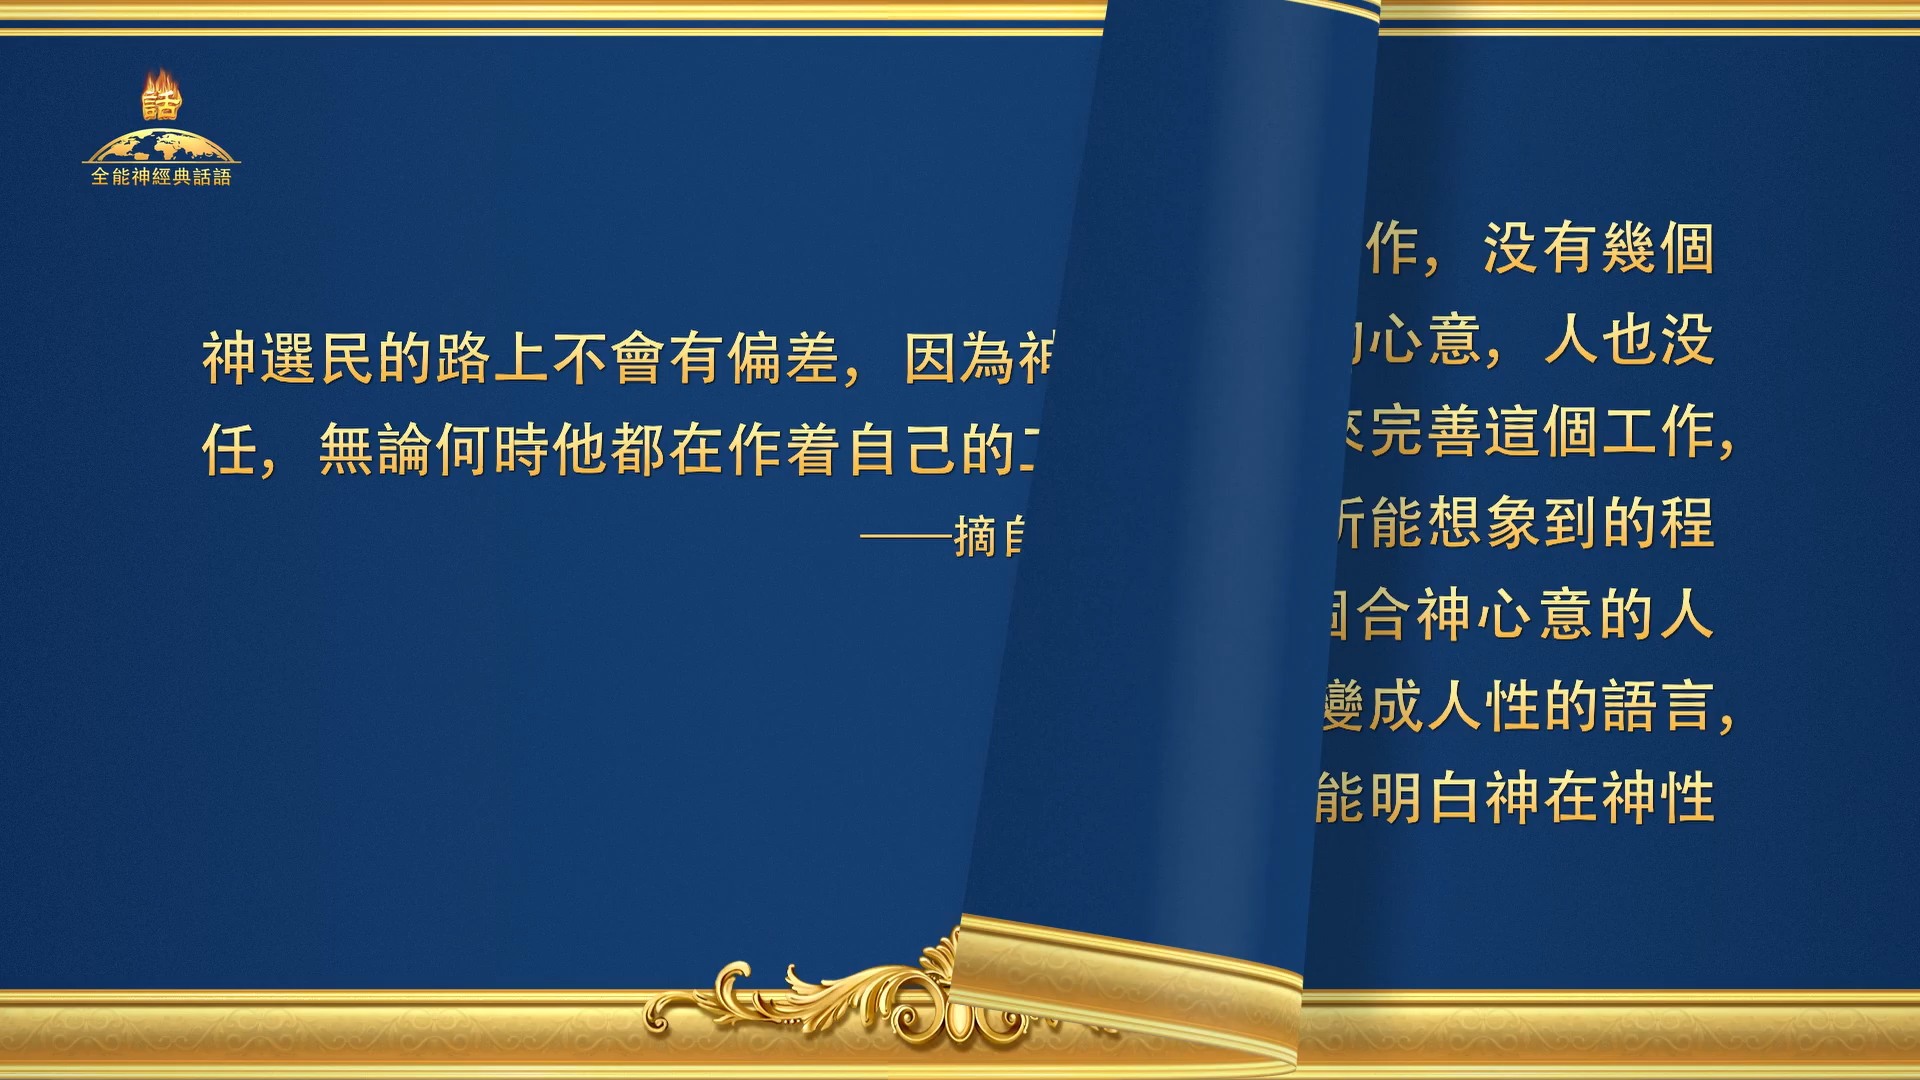 話
全能神經典話語
神選民的路上不會有偏差，因為神
任，無論何時他都在作着自己的
——摘自
作，没有幾個
心意，人也没
來完善這個工作，
所能想象到的程
個合神心意的人
變成人性的語言，
能明白神在神性